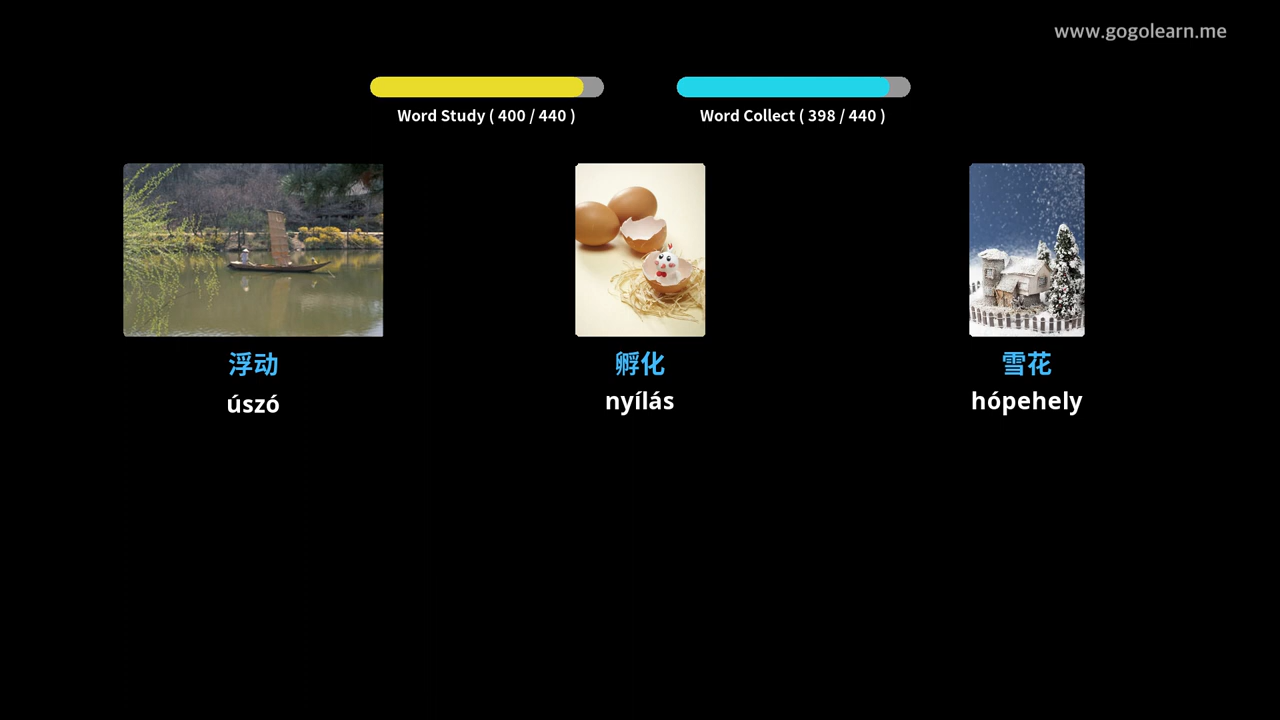 www.gogolearn.me
Word Study ( 400 / 440 )
Word Collect ( 398 / 440 )
浮动
孵化
雪花
úszó
nyílás
hópehely